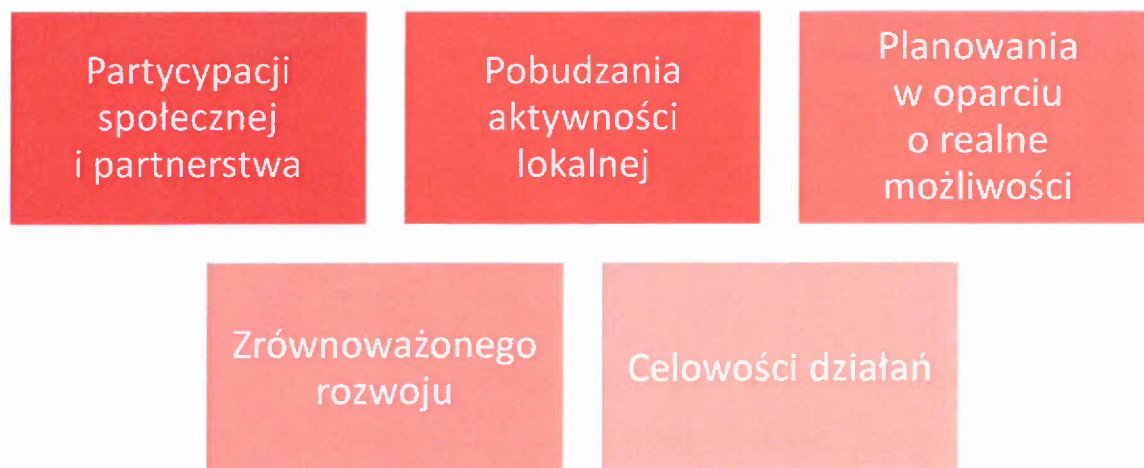 Partycypacji
społecznej
i partnerstwa
Pobudzania
aktywności
lokalnej
Planowania
w oparciu
o realne
możliwości
Zrównoważonego
rozwoju
Celowości działań